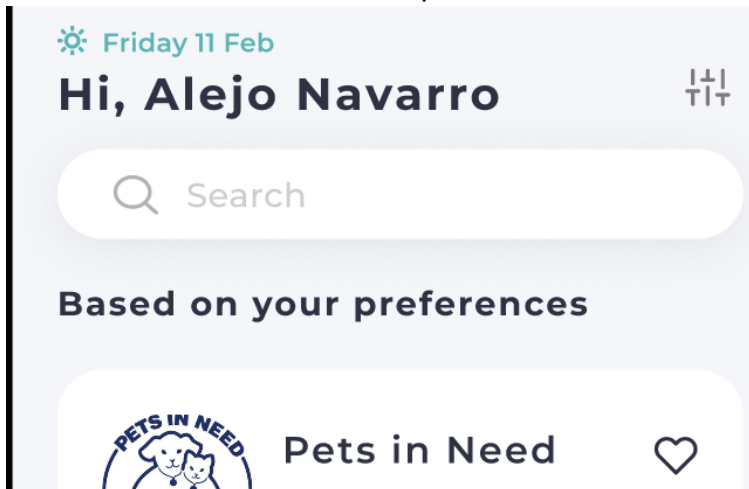 Friday 11 Feb
Hi, Alejo Navarro
Search
Based on your preferences
PETS IN NEED
Pets in Need